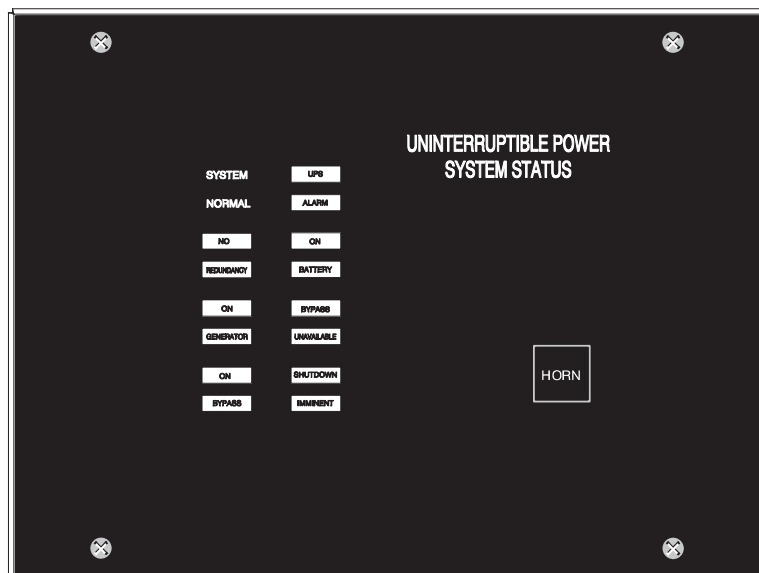 UNINTERRUPTIBLE POWER
SYSTEM STATUS
SYSTEM
NORMAL
UPS
ALARM
NO
REDUNDANCY
ON
BATTERY
ON
GENERATOR
BYPASS
UNAVAILABLE
ON
BYPASS
SHUTDOWN
IMMINENT
HORN